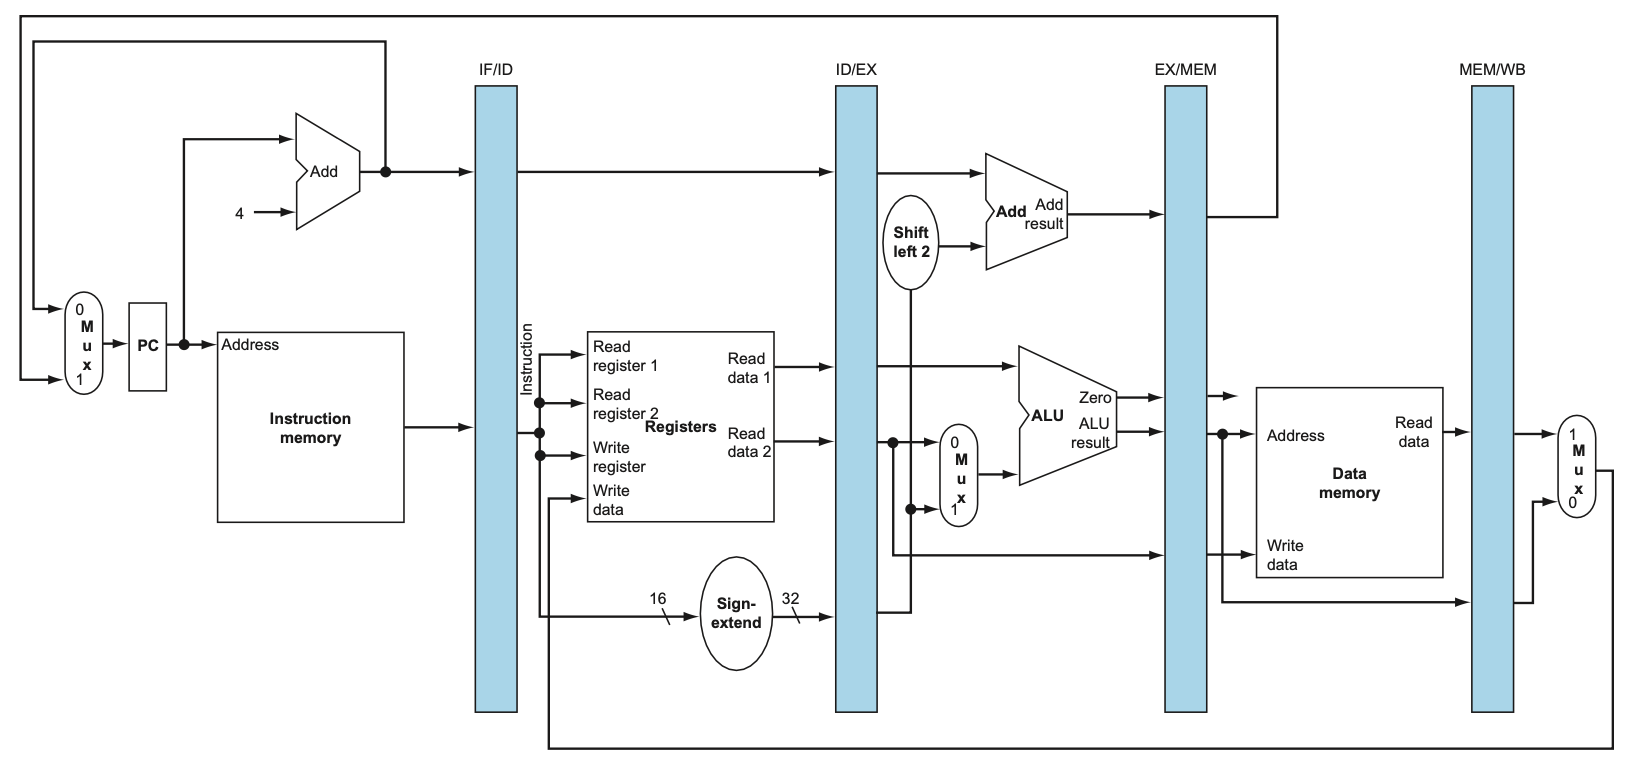 IF/ID
ID/EX
EX/MEM
MEM/WB
Add
4
0
M
u
x
1
PC
Address
Instruction
memory
Instruction
Read
register 1
Read
register 2
Write
register
Write
data
Registers
Read
data 1
Read
data 2
16
Sign-
extend
32
Shift
left 2
Add
Add
result
0
M
u
x
1
ALU
Zero
ALU
result
Address
Read
data
Data
memory
Write
data
1
M
u
x
0